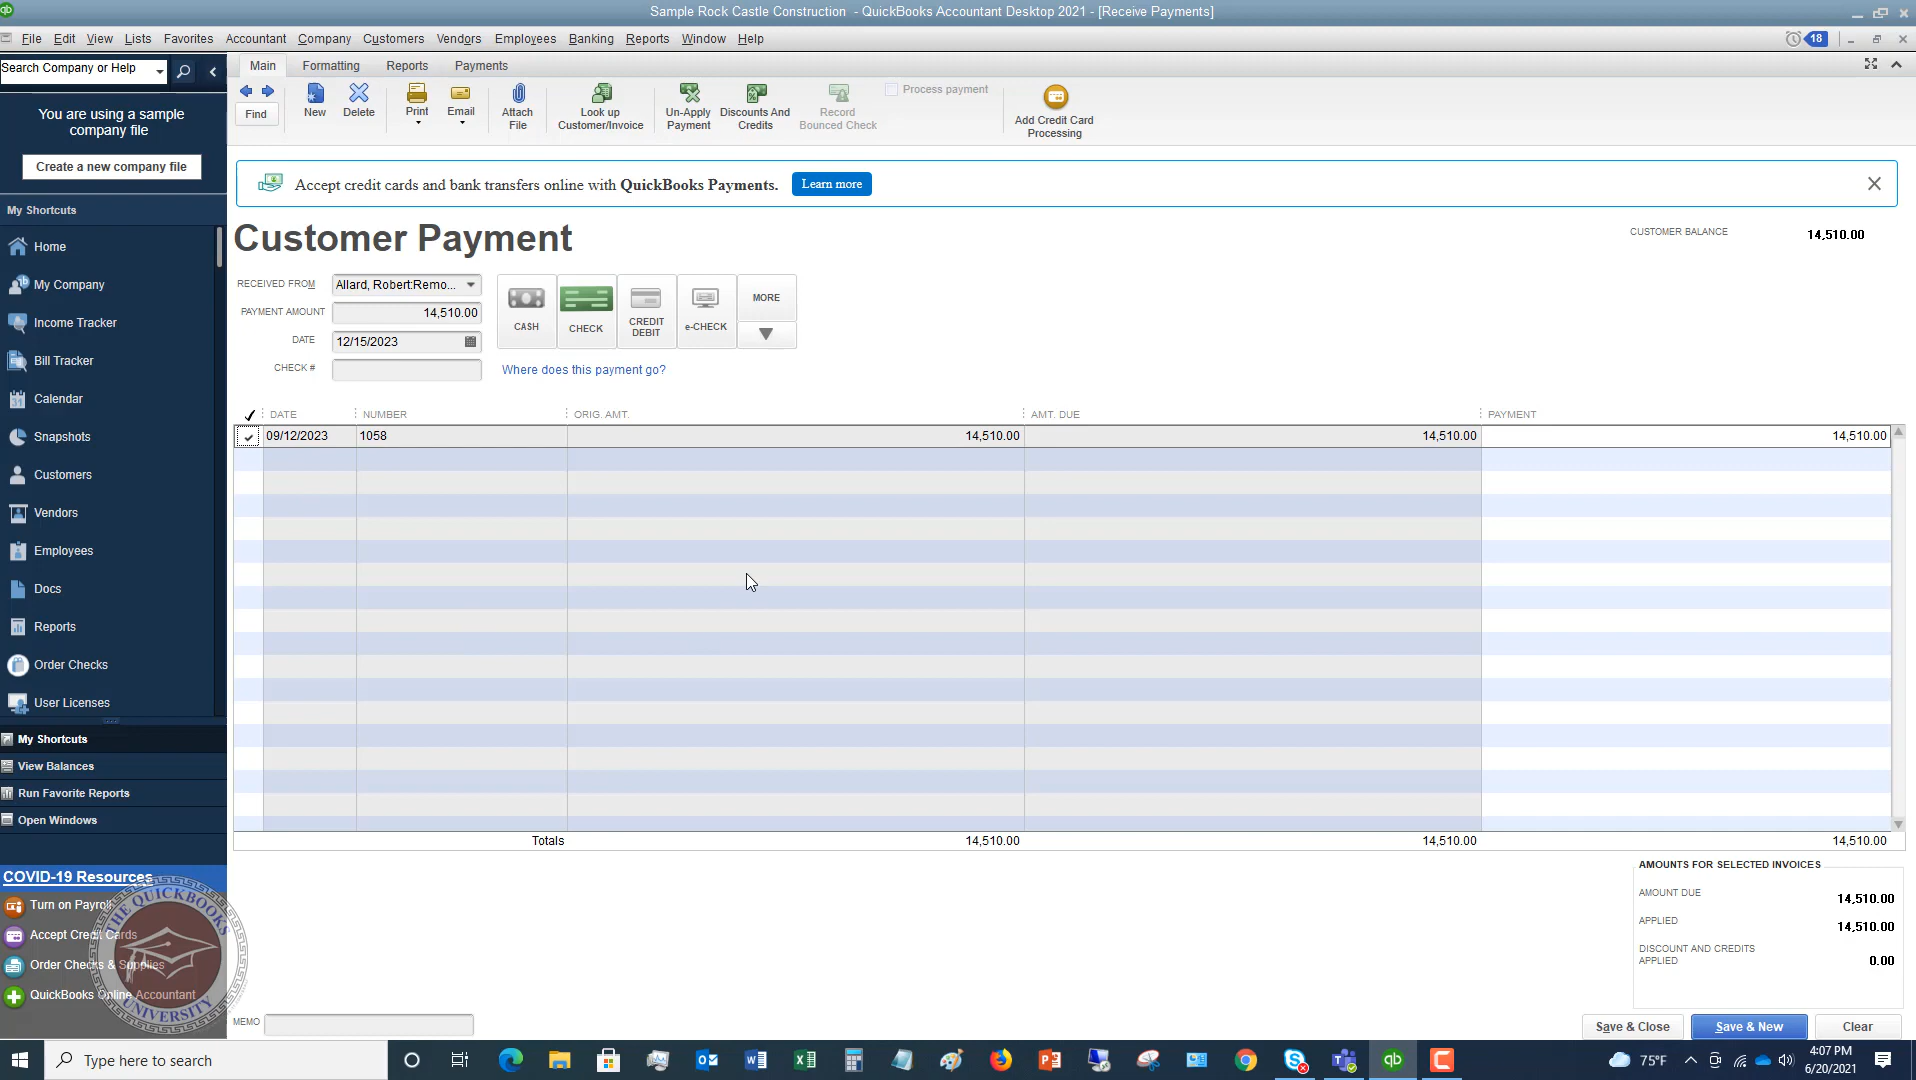 Sample Rock Castle Construction - QuickBooks Accountant Desktop 2021 - [Receive Payments]
File Edit View Lists Favorites Accountant Company Customers Vendors Employees Banking Reports Window Help
18
Search Company or Help
Main Formatting Reports Payments
Find
New
Delete
Print
Email
Attach
File
Look up
Customer/Invoice
Un-Apply
Payment
Discounts And
Credits
Record
Bounced Check
Process payment
Add Credit Card
Processing
You are using a sample
company file
Create a new company file
Accept credit cards and bank transfers online with QuickBooks Payments. Learn more
My Shortcuts
Home
My Company
Income Tracker
Bill Tracker
Calendar
Snapshots
Customers
Vendors
Employees
Docs
Reports
Order Checks
User Licenses
My Shortcuts
View Balances
Run Favorite Reports
Open Windows
COVID-19 Resources
Turn on Payroll
Accept Credit Cards
Order Checks & Supplies
QuickBooks Online Accountant
THE QUICKBOOKS
UNIVERSITY
Customer Payment
CUSTOMER BALANCE 14,510.00
RECEIVED FROM Allard, Robert:Remo...
PAYMENT AMOUNT 14,510.00
DATE 12/15/2023
CHECK #
CASH
CHECK
CREDIT
DEBIT
e-CHECK
MORE
Where does this payment go?
DATE NUMBER ORIG. AMT. AMT. DUE PAYMENT
09/12/2023 1058 14,510.00 14,510.00 14,510.00
Totals 14,510.00 14,510.00 14,510.00
AMOUNTS FOR SELECTED INVOICES
AMOUNT DUE 14,510.00
APPLIED 14,510.00
DISCOUNT AND CREDITS
APPLIED 0.00
MEMO
Save & Close Save & New Clear
Type here to search
75°F
4:07 PM
6/20/2021